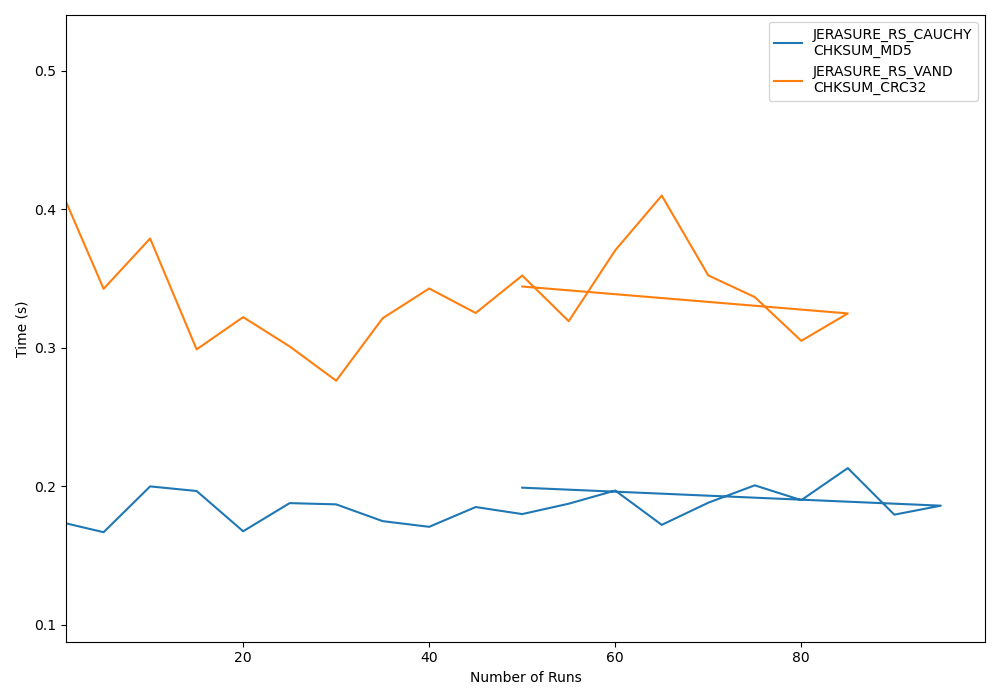 JERASURE_RS_CAUCHY
CHKSUM_MD5
JERASURE_RS_VAND
CHKSUM_CRC32
0.5
0.4
0.3
0.2
0.1
Time (s)
20 40 60 80
Number of Runs